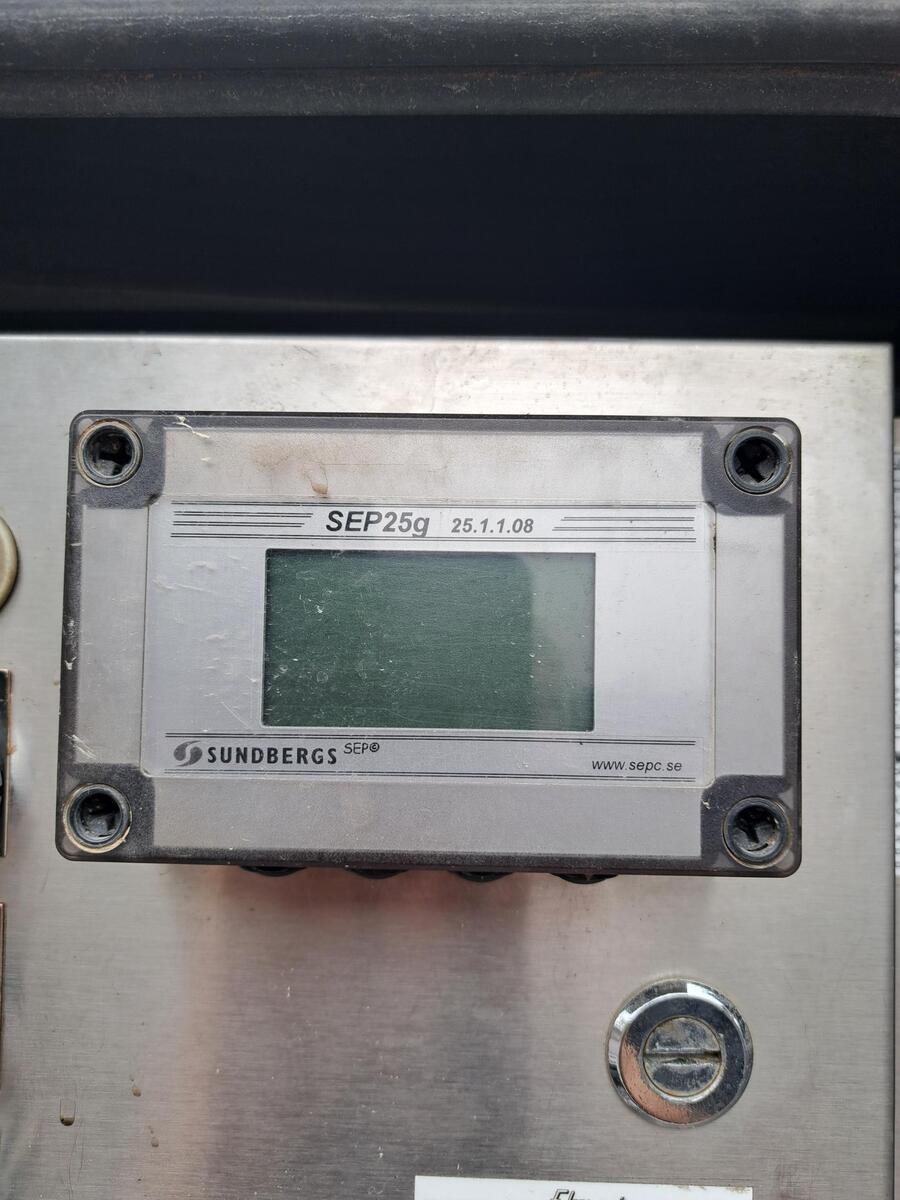 SEP25g 25.1.1.08
SUNDBERGS SEP©
www.sepc.se